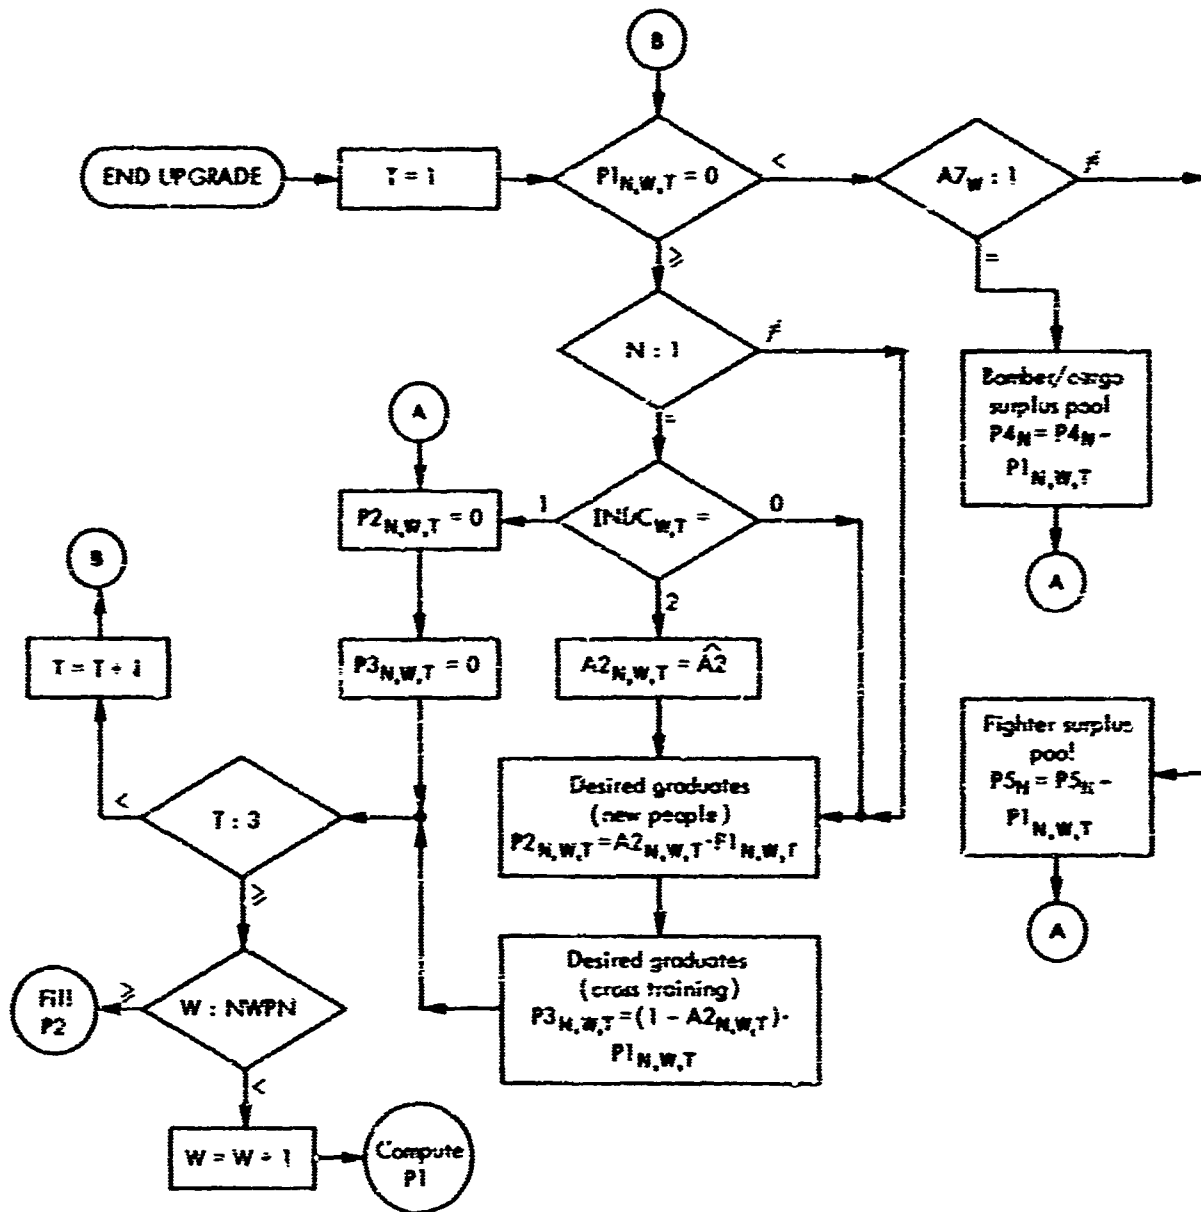 B
END UPGRADE
T = 1
P1N,W,T = 0
<
A7W : 1
≠
≥
=
N : 1
≠
Bomber/cargo
surplus pool
P4N = P4N -
P1N,W,T
A
=
P2N,W,T = 0
1
INDCW,T =
0
B
A
2
T = T + 1
P3N,W,T = 0
A2N,W,T = Â2
Fighter surplus
pool
P5N = P5N -
P1N,W,T
<
T : 3
Desired graduates
(new people)
P2N,W,T = A2N,W,T · P1N,W,T
≥
A
Fill
P2
≥
W : NWPN
Desired graduates
(cross training)
P3N,W,T = (1 - A2N,W,T) ·
P1N,W,T
<
W = W + 1
Compute
P1